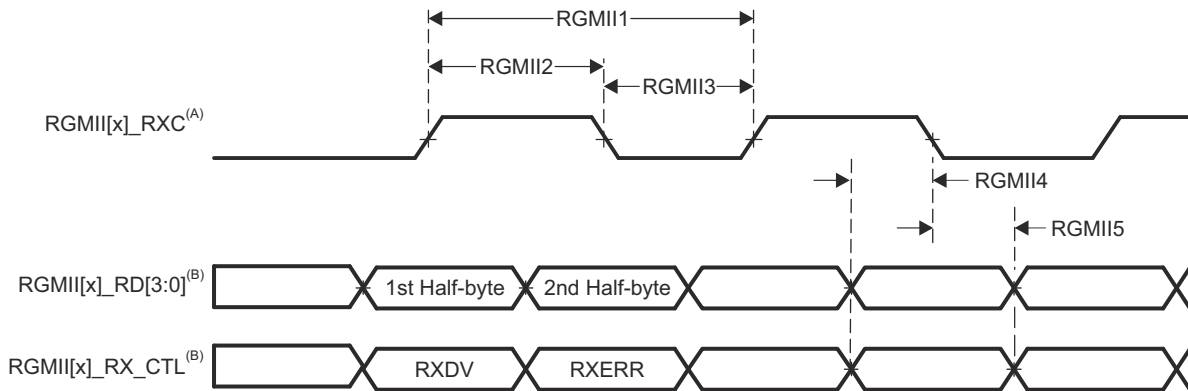 RGMII1
RGMII2
RGMII3
RGMII[x]_RXC(A)
RGMII4
RGMII5
RGMII[x]_RD[3:0](B)
1st Half-byte
2nd Half-byte
RGMII[x]_RX_CTL(B)
RXDV
RXERR